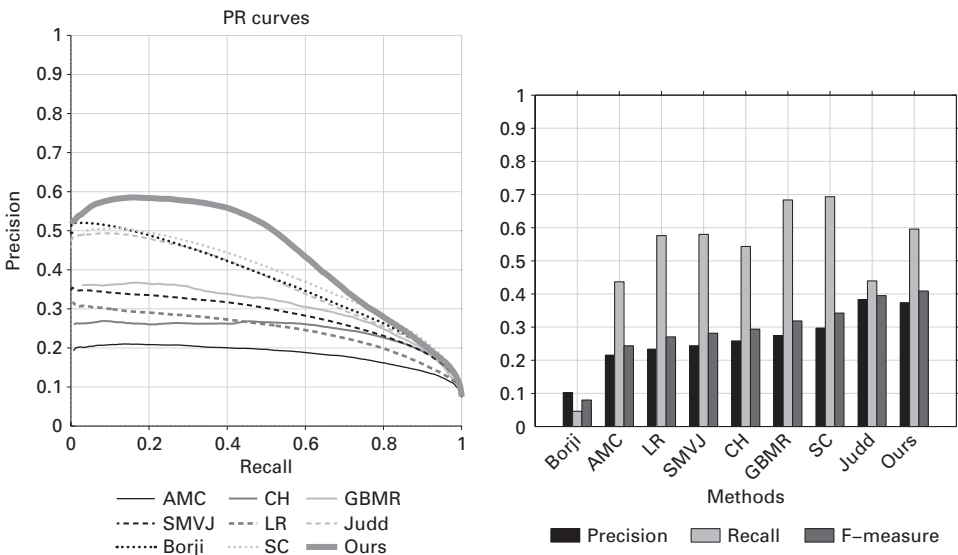 PR curves
1
0.9
0.8
0.7
0.6
0.5
0.4
0.3
0.2
0.1
0
Precision
0 0.2 0.4 0.6 0.8 1
Recall
AMC CH GBMR
SMVJ LR Judd
Borji SC Ours
1
0.9
0.8
0.7
0.6
0.5
0.4
0.3
0.2
0.1
0
Borji AMC LR SMVJ CH GBMR SC Judd Ours
Methods
Precision Recall F–measure